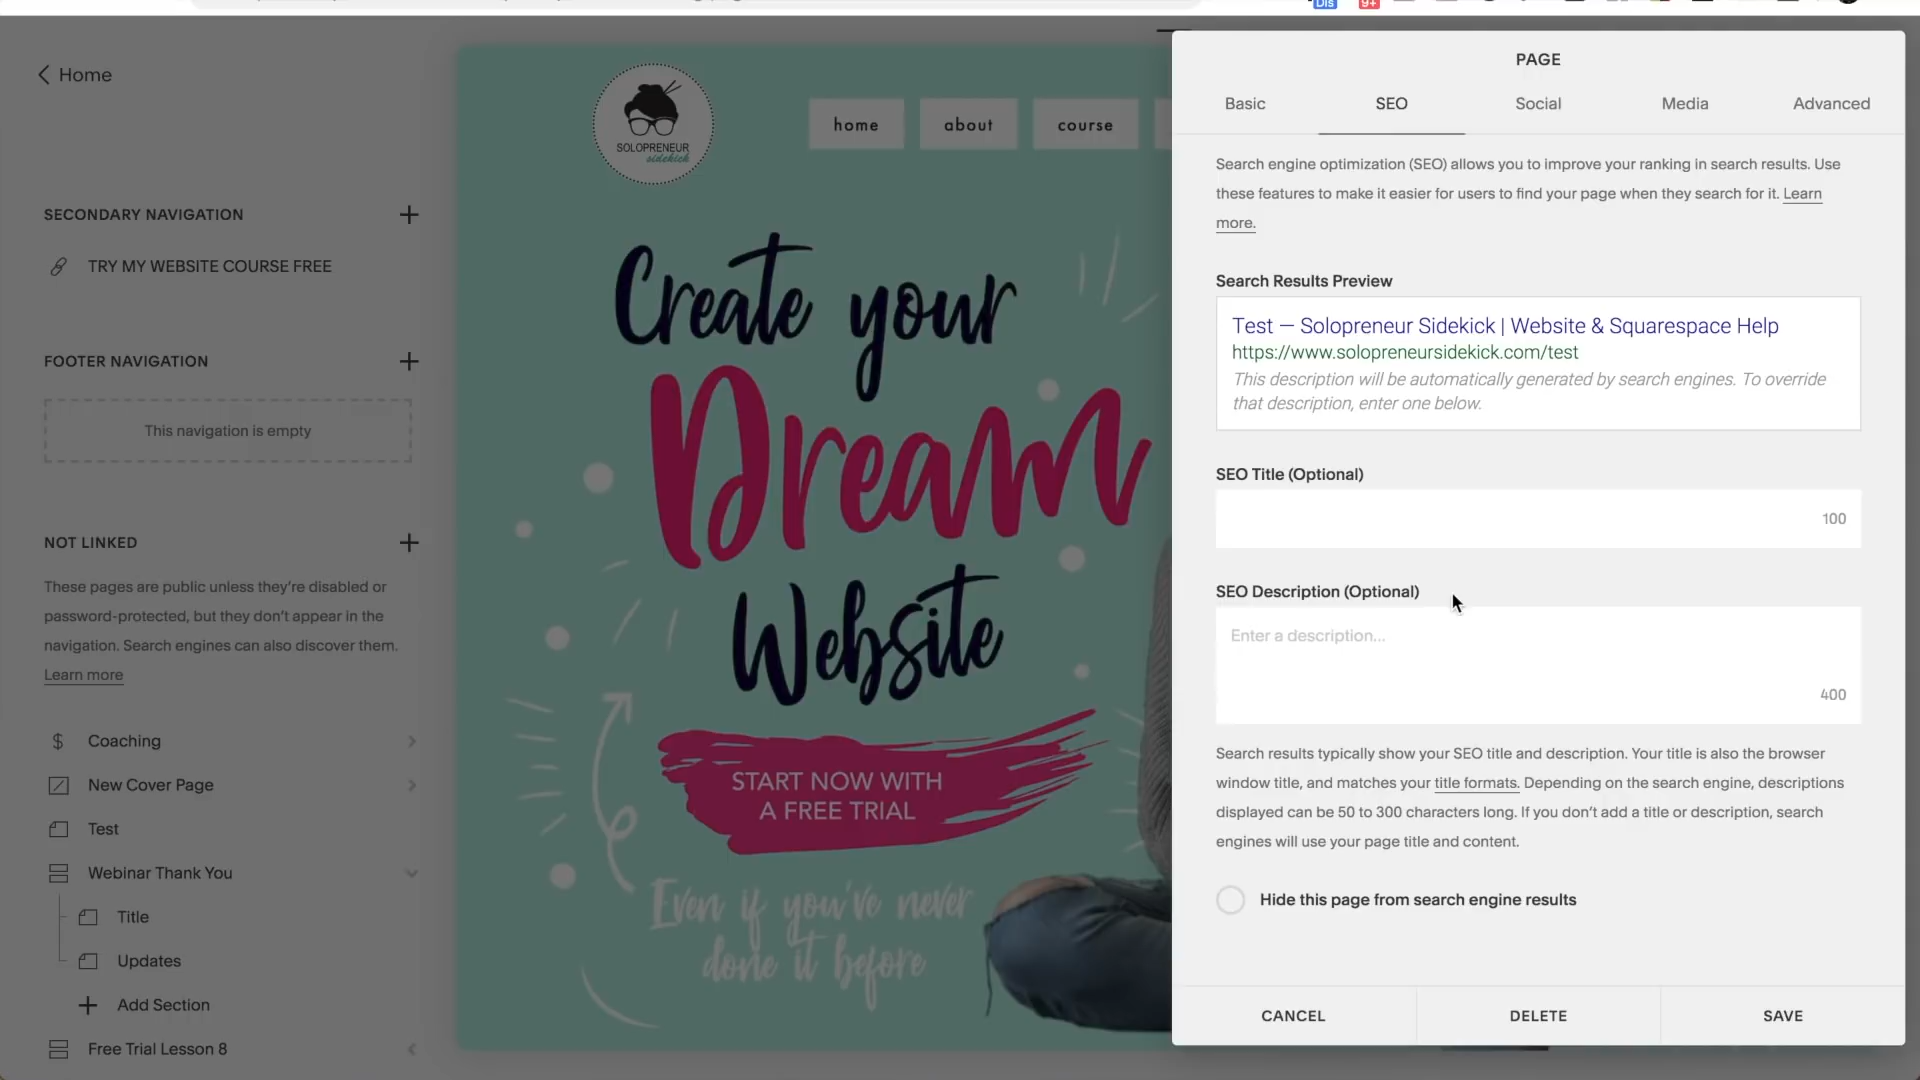 Dis
9+
Home
SECONDARY NAVIGATION
TRY MY WEBSITE COURSE FREE
FOOTER NAVIGATION
This navigation is empty
NOT LINKED
These pages are public unless they’re disabled or
password-protected, but they don’t appear in the
navigation. Search engines can also discover them.
Learn more
$ Coaching
New Cover Page
Test
Webinar Thank You
Title
Updates
Add Section
Free Trial Lesson 8
SOLOPRENEUR
sidekick
home
about
course
Create your
Dream
Website
START NOW WITH
A FREE TRIAL
Even if you've never
done it before
PAGE
Basic
SEO
Social
Media
Advanced
Search engine optimization (SEO) allows you to improve your ranking in search results. Use
these features to make it easier for users to find your page when they search for it. Learn
more.
Search Results Preview
Test — Solopreneur Sidekick | Website & Squarespace Help
https://www.solopreneursidekick.com/test
This description will be automatically generated by search engines. To override
that description, enter one below.
SEO Title (Optional)
100
SEO Description (Optional)
Enter a description...
400
Search results typically show your SEO title and description. Your title is also the browser
window title, and matches your title formats. Depending on the search engine, descriptions
displayed can be 50 to 300 characters long. If you don’t add a title or description, search
engines will use your page title and content.
Hide this page from search engine results
CANCEL
DELETE
SAVE